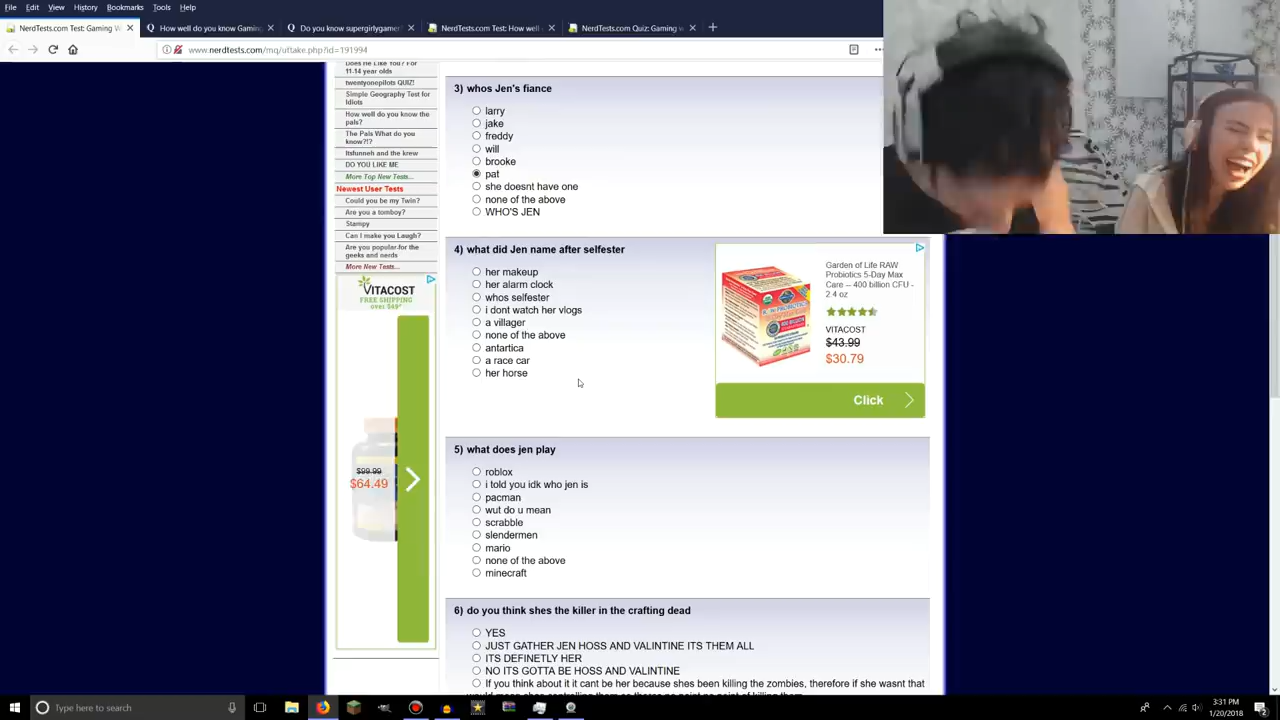 File Edit View History Bookmarks Tools Help
NerdTests.com Test: Gaming W
How well do you know Gamin
Do you know supergirlygamer
NerdTests.com Test: How well
NerdTests.com Quiz: Gaming w
www.nerdtests.com/mq/uttake.php?id=191994
Does He Like You? For
11-14 year olds
twentyonepilots QUIZ!
Simple Geography Test for
Idiots
How well do you know the
pals?
The Pals What do you
know?!?
Itsfunneh and the krew
DO YOU LIKE ME
More Top New Tests...
Newest User Tests
Could you be my Twin?
Are you a tomboy?
Stampy
Can I make you Laugh?
Are you popular-for the
geeks and nerds
More New Tests...
VITACOST
FREE SHIPPING
over $49*
$99.99
$64.49
3) whos Jen's fiance
larry
jake
freddy
will
brooke
pat
she doesnt have one
none of the above
WHO'S JEN
4) what did Jen name after selfester
her makeup
her alarm clock
whos selfester
i dont watch her vlogs
a villager
none of the above
antartica
a race car
her horse
Garden of Life RAW
Probiotics 5-Day Max
Care -- 400 billion CFU -
2.4 oz
VITACOST
$43.99
$30.79
Click
5) what does jen play
roblox
i told you idk who jen is
pacman
wut do u mean
scrabble
slendermen
mario
none of the above
minecraft
6) do you think shes the killer in the crafting dead
YES
JUST GATHER JEN HOSS AND VALINTINE ITS THEM ALL
ITS DEFINETLY HER
NO ITS GOTTA BE HOSS AND VALINTINE
If you think about it it cant be her because shes been killing the zombies, therefore if she wasnt that
Type here to search
3:31 PM
1/20/2018